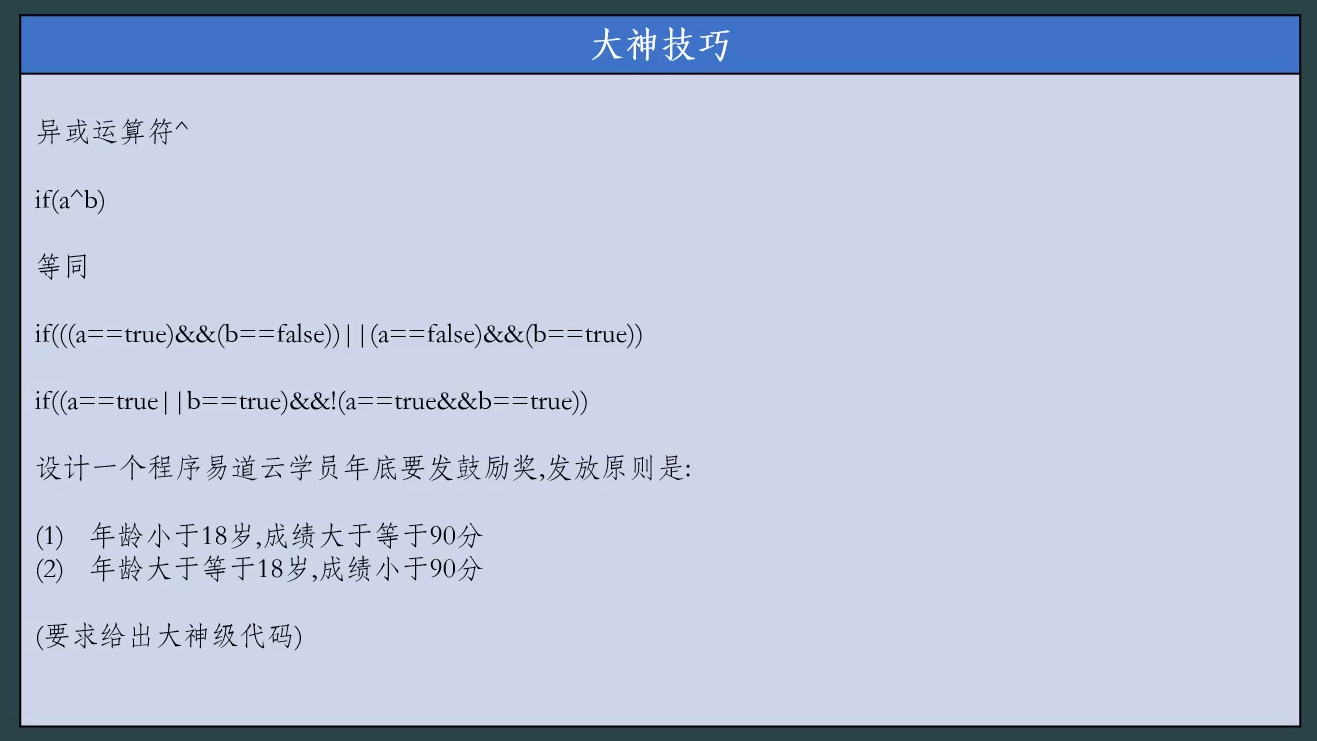 大神技巧
异或运算符^
if(a^b)
等同
if(((a==true)&&(b==false))||(a==false)&&(b==true))
if((a==true||b==true)&&!(a==true&&b==true))
设计一个程序易道云学员年底要发鼓励奖,发放原则是:
(1) 年龄小于18岁,成绩大于等于90分
(2) 年龄大于等于18岁,成绩小于90分
(要求给出大神级代码)